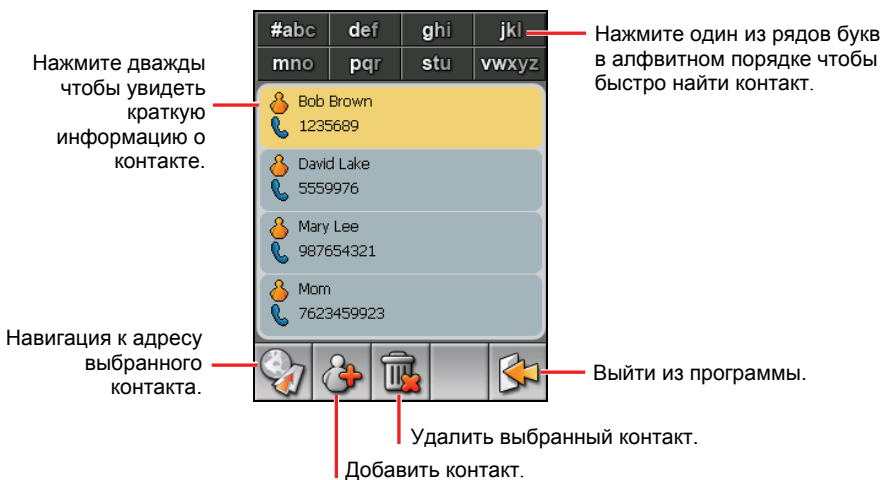 #abc def ghi jkl
mno pqr stu vwxyz
Нажмите один из рядов букв
в алфвитном порядке чтобы
быстро найти контакт.
Нажмите дважды
чтобы увидеть
краткую
информацию о
контакте.
Bob Brown
1235689
David Lake
5559976
Mary Lee
987654321
Mom
7623459923
Навигация к адресу
выбранного
контакта.
Выйти из программы.
Удалить выбранный контакт.
Добавить контакт.